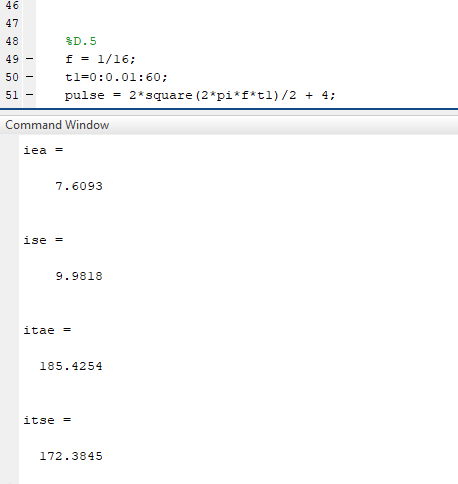 46
47
48 %D.5
49 – f = 1/16;
50 – t1=0:0.01:60;
51 – pulse = 2*square(2*pi*f*t1)/2 + 4;
Command Window
iea =
7.6093
ise =
9.9818
itae =
185.4254
itse =
172.3845